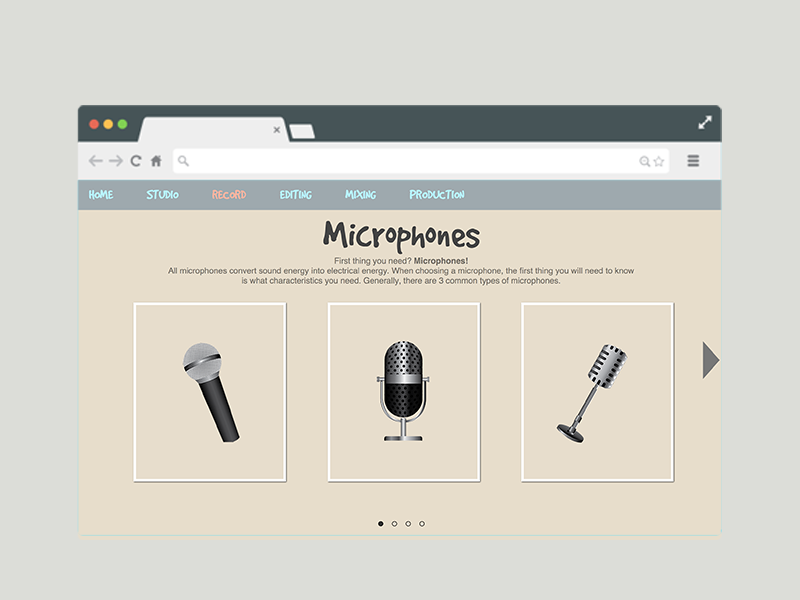 HOME STUDIO RECORD EDITING MIXING PRODUCTION
Microphones
First thing you need? Microphones!
All microphones convert sound energy into electrical energy. When choosing a microphone, the first thing you will need to know
is what characteristics you need. Generally, there are 3 common types of microphones.